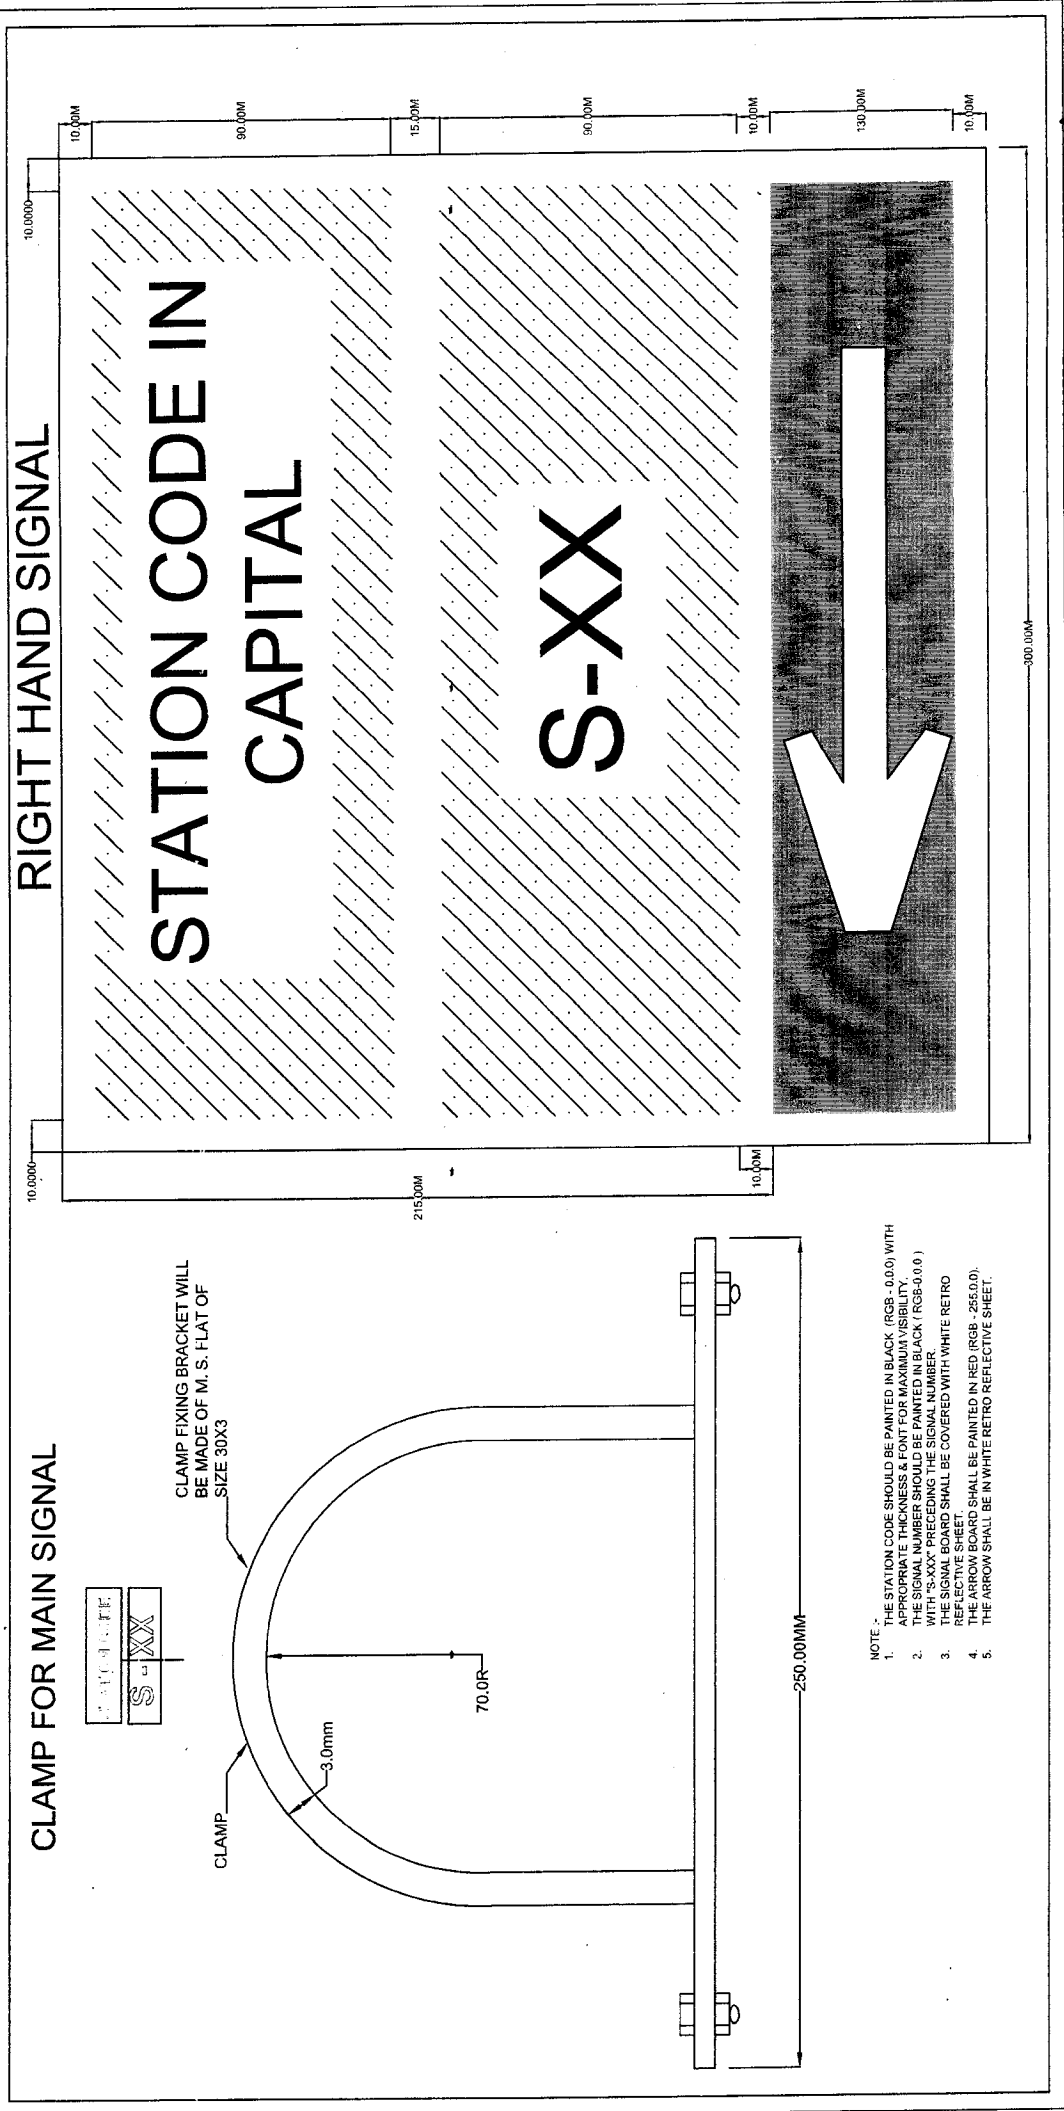 CLAMP FOR MAIN SIGNAL
S - XX
CLAMP FIXING BRACKET WILL
BE MADE OF M. S. FLAT OF
SIZE 30X3
CLAMP
3.0mm
70.0R
250.00MM
NOTE :-
1. THE STATION CODE SHOULD BE PAINTED IN BLACK (RGB - 0.0.0) WITH
APPROPRIATE THICKNESS & FONT FOR MAXIMUM VISIBILITY.
2. THE SIGNAL NUMBER SHOULD BE PAINTED IN BLACK ( RGB-0.0.0 )
WITH "S-XXX" PRECEDING THE SIGNAL NUMBER.
3. THE SIGNAL BOARD SHALL BE COVERED WITH WHITE RETRO
REFLECTIVE SHEET.
4. THE ARROW BOARD SHALL BE PAINTED IN RED (RGB - 255.0.0).
5. THE ARROW SHALL BE IN WHITE RETRO REFLECTIVE SHEET.
RIGHT HAND SIGNAL
10.0000
10.0000
STATION CODE IN
CAPITAL
S-XX
10.00M
90.00M
15.00M
90.00M
10.00M
130.00M
10.00M
215.00M
10.00M
300.00M